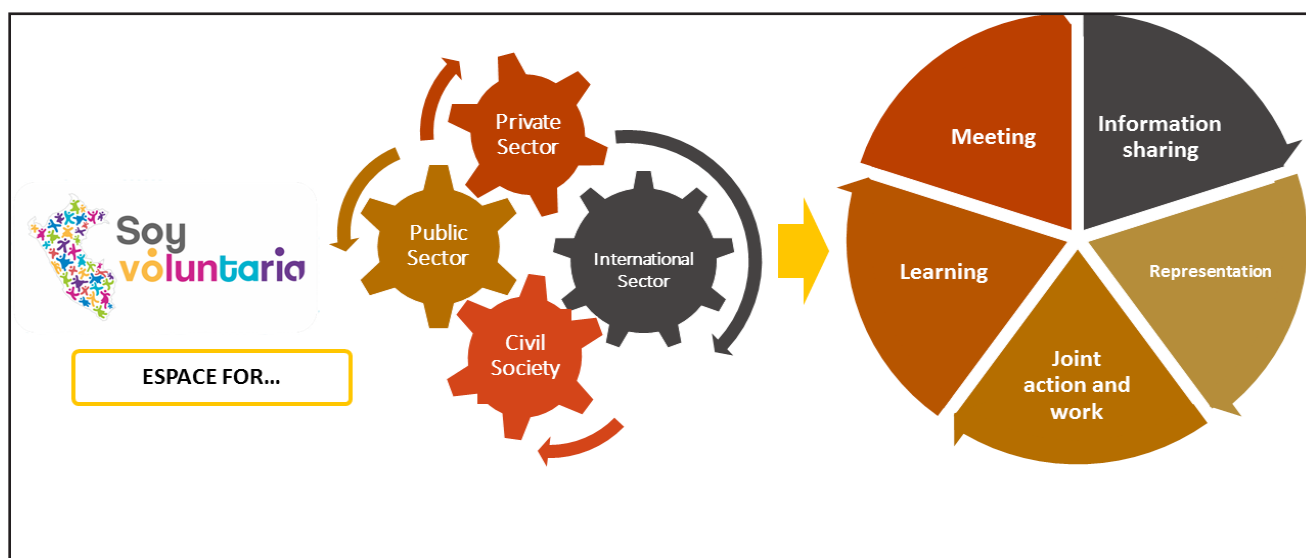 Soy
voluntaria
ESPACE FOR...
Private
Sector
Public
Sector
International
Sector
Civil
Society
Meeting
Information
sharing
Learning
Representation
Joint
action and
work